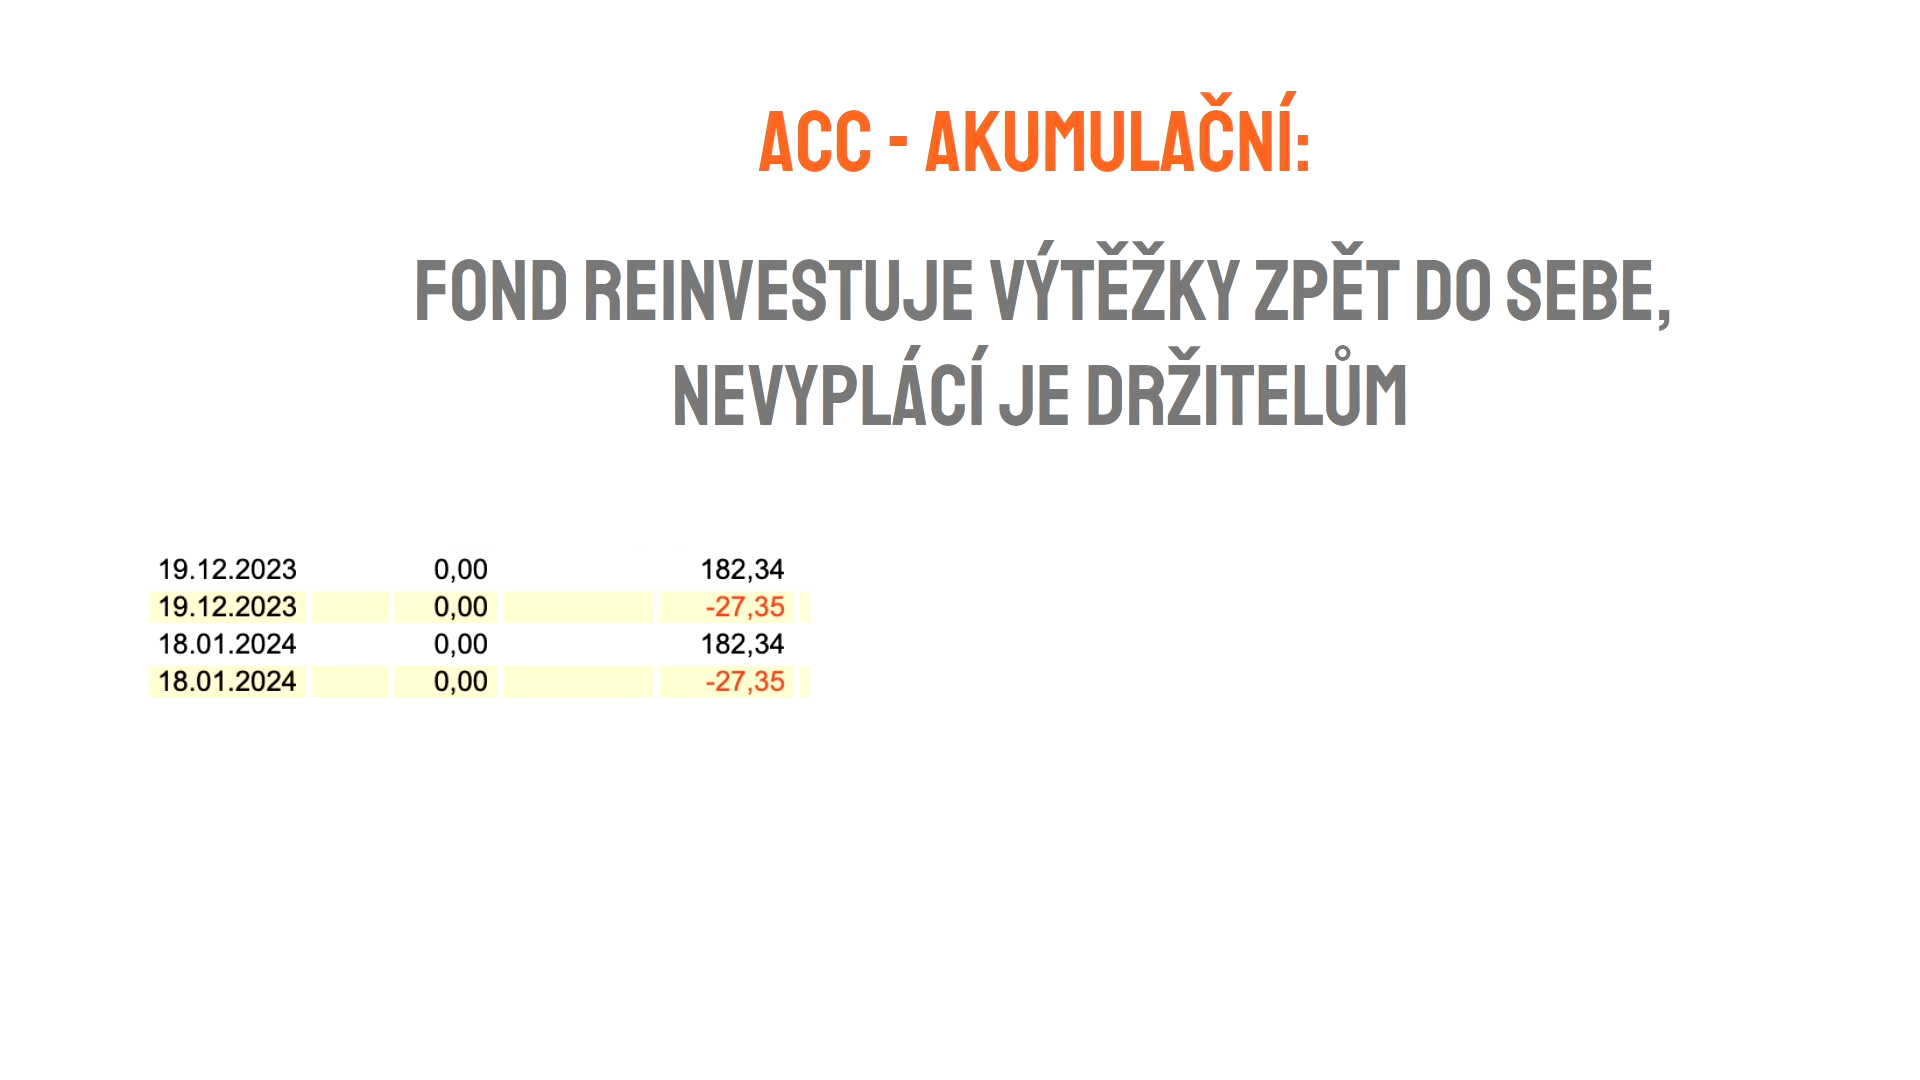 ACC - AKUMULAČNÍ:
FOND REINVESTUJE VÝTĚŽKY ZPĚT DO SEBE,
NEVYPLÁCÍ JE DRŽITELŮM
19.12.2023 0,00 182,34
19.12.2023 0,00 -27,35
18.01.2024 0,00 182,34
18.01.2024 0,00 -27,35